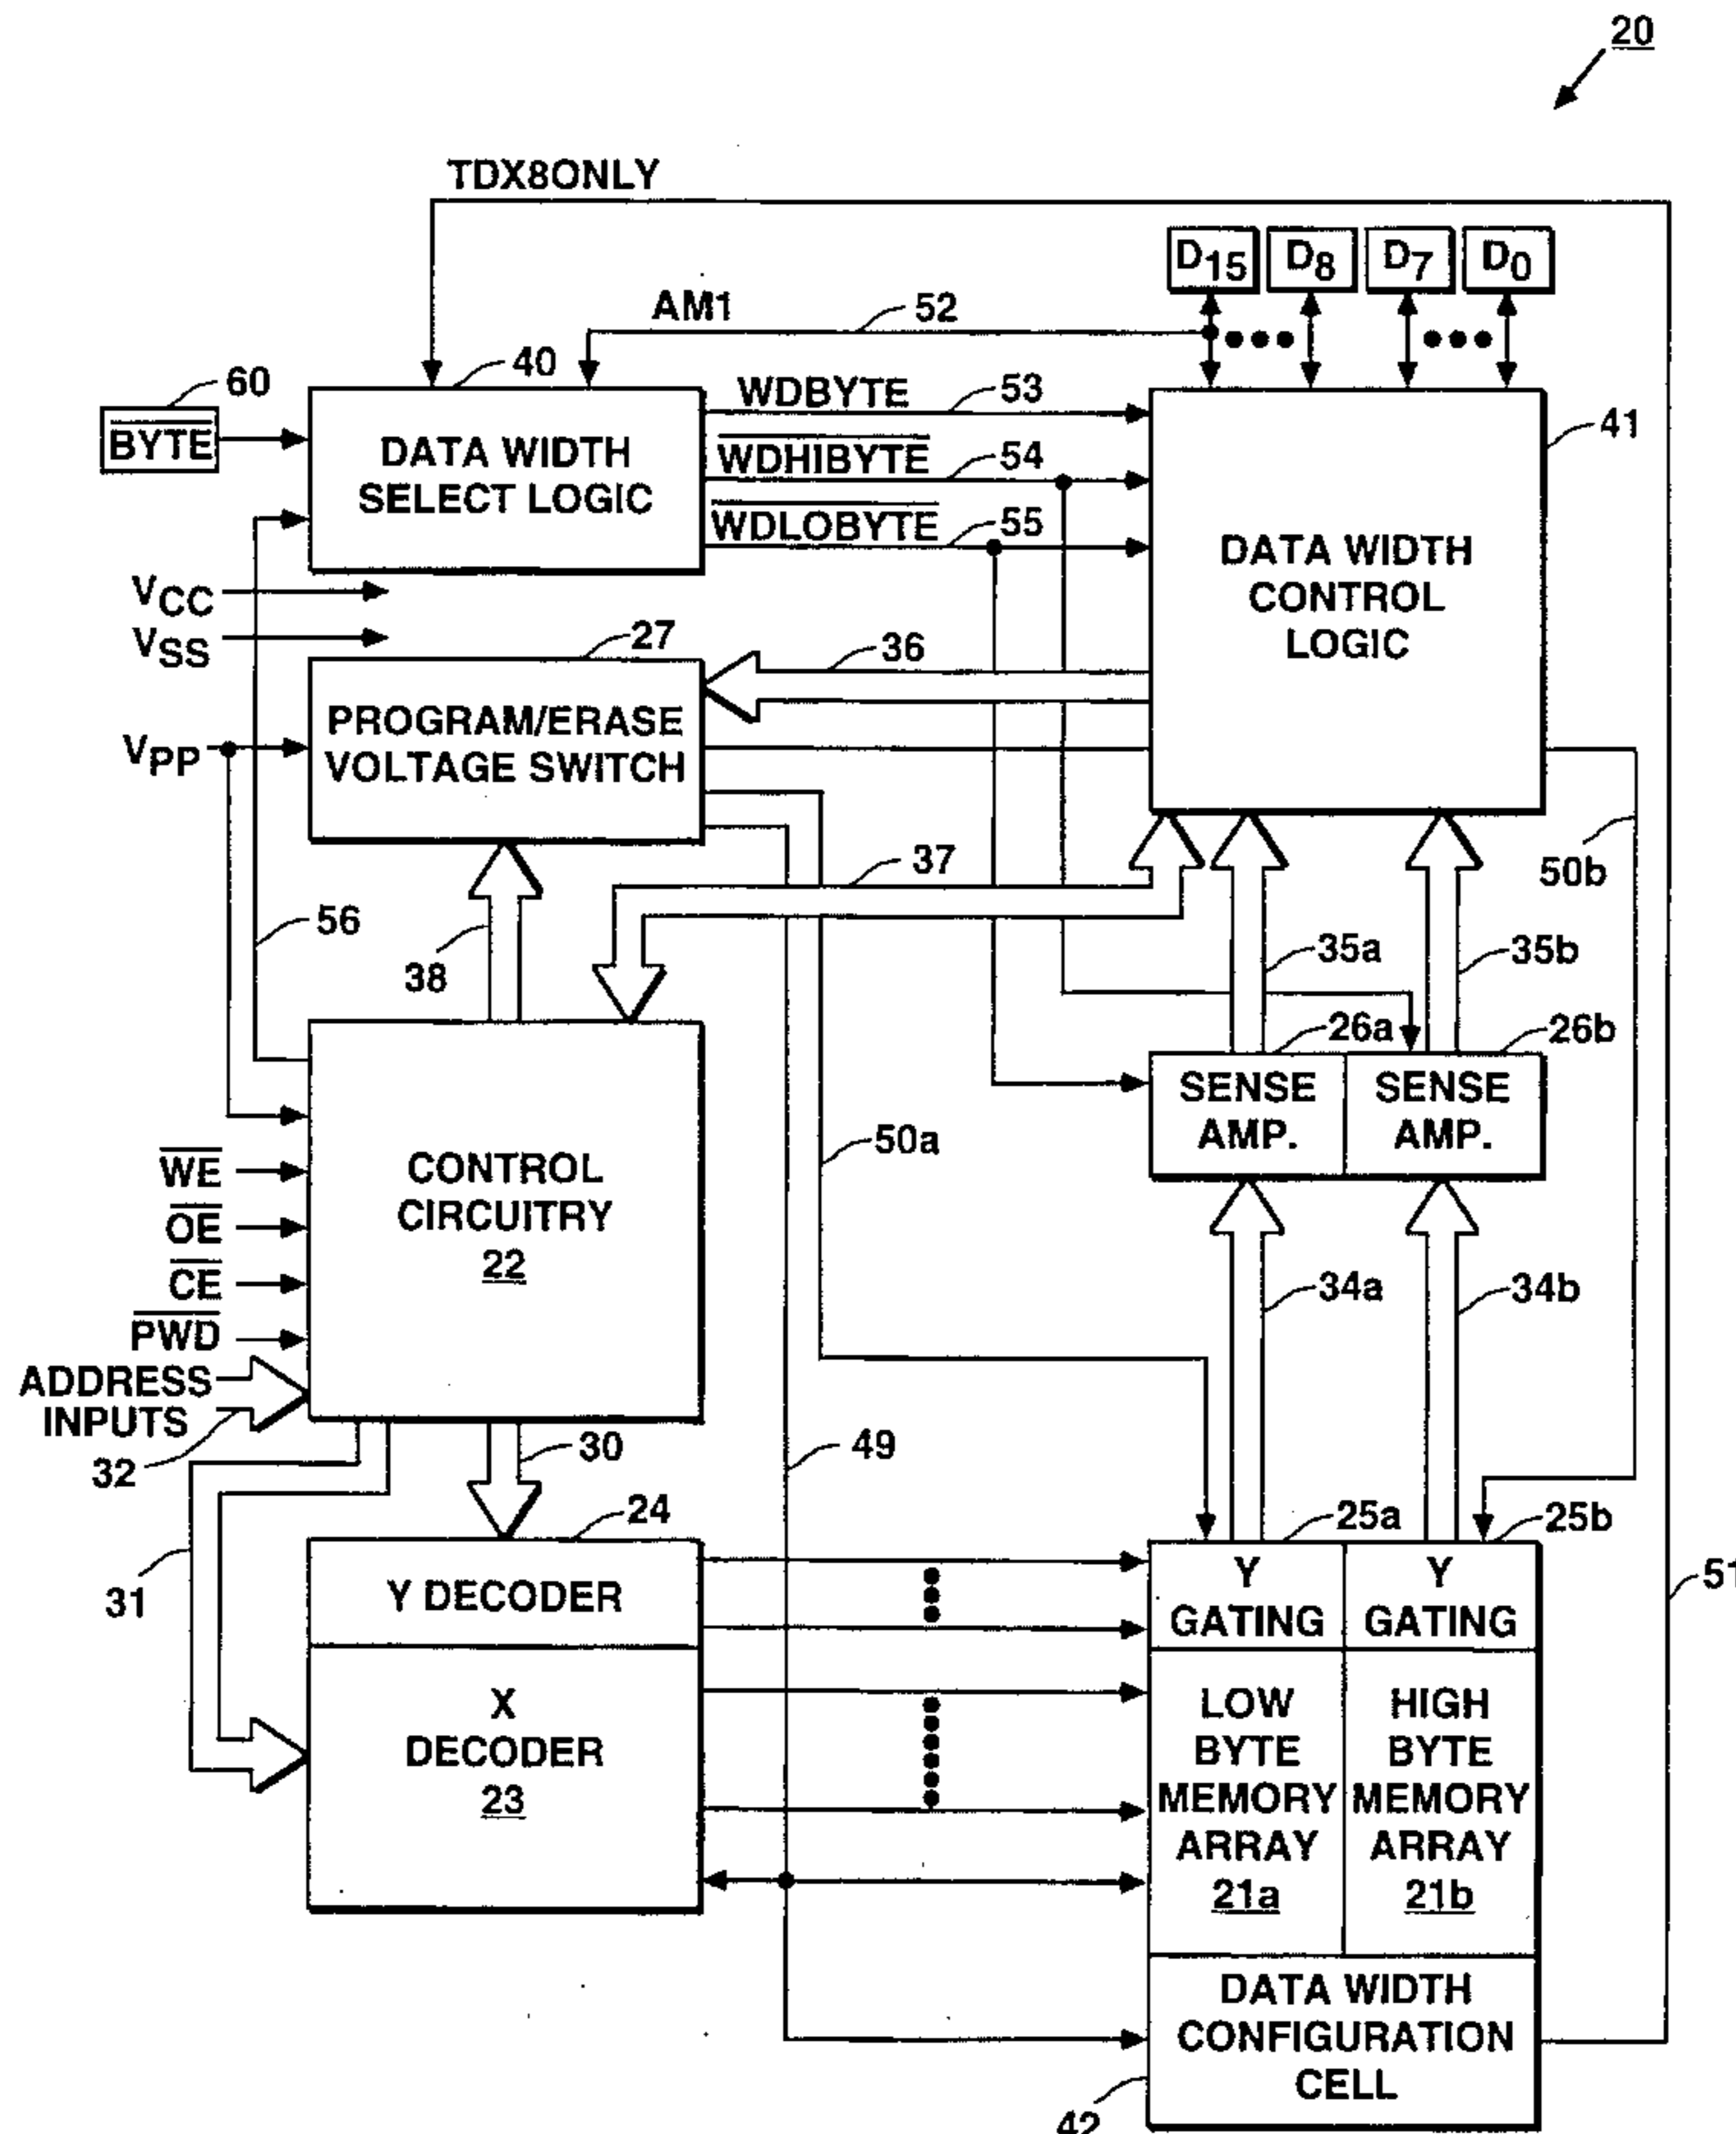 20
TDX8ONLY
D15 D8 D7 D0
AM1 52
60 40
BYTE
DATA WIDTH
SELECT LOGIC
WDBYTE 53
WDHIBYTE 54
WDLOBYTE 55
41
DATA WIDTH
CONTROL
LOGIC
VCC
VSS
27
36
VPP
PROGRAM/ERASE
VOLTAGE SWITCH
50b
37
56
38
35a 35b
26a 26b
SENSE
AMP.
SENSE
AMP.
50a
WE
OE
CE
PWD
ADDRESS
INPUTS
32
CONTROL
CIRCUITRY
22
34a 34b
30
49
31
24
Y DECODER
X
DECODER
23
25a 25b
Y
GATING
Y
GATING
51
LOW
BYTE
MEMORY
ARRAY
21a
HIGH
BYTE
MEMORY
ARRAY
21b
DATA WIDTH
CONFIGURATION
CELL
42